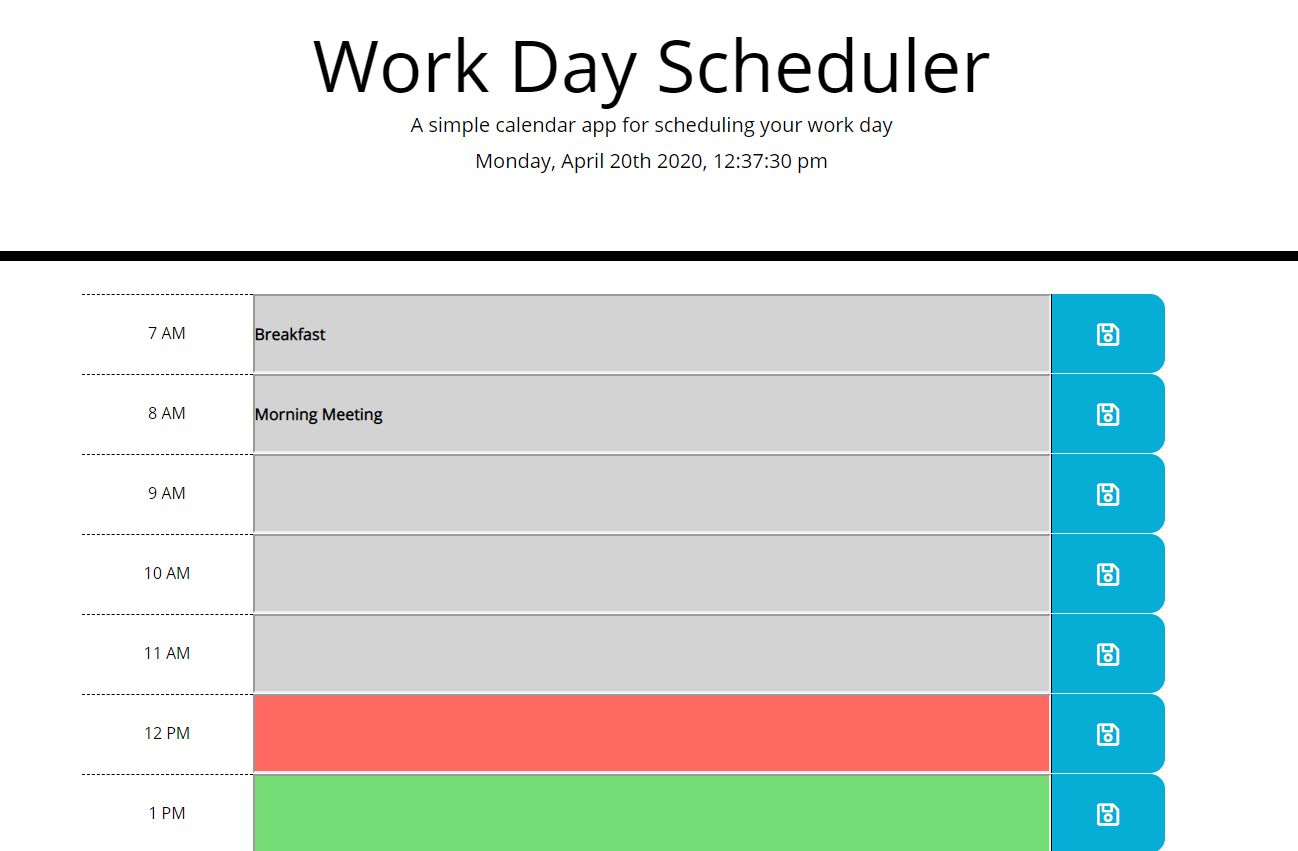 Work Day Scheduler
A simple calendar app for scheduling your work day
Monday, April 20th 2020, 12:37:30 pm
7 AM Breakfast
8 AM Morning Meeting
9 AM
10 AM
11 AM
12 PM
1 PM